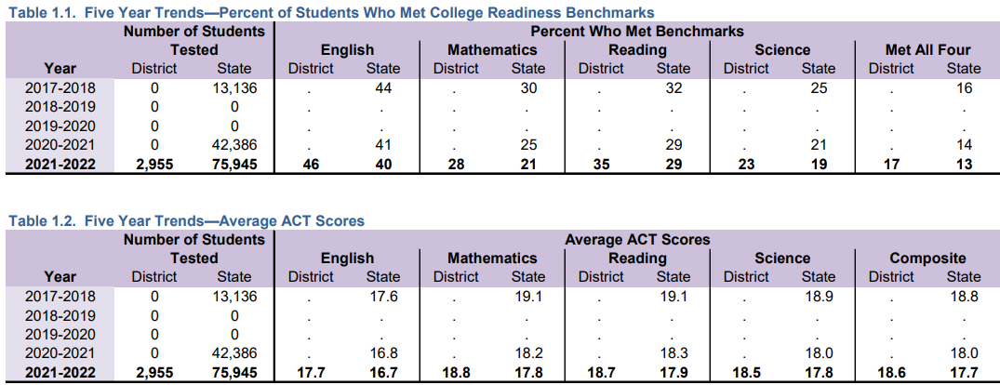 Table 1.1. Five Year Trends—Percent of Students Who Met College Readiness Benchmarks
Number of Students Percent Who Met Benchmarks
Tested English Mathematics Reading Science Met All Four
Year District State District State District State District State District State District State
2017-2018 0 13,136 . 44 . 30 . 32 . 25 . 16
2018-2019 0 0 . . . . . . . . . .
2019-2020 0 0 . . . . . . . . . .
2020-2021 0 42,386 . 41 . 25 . 29 . 21 . 14
2021-2022 2,955 75,945 46 40 28 21 35 29 23 19 17 13
Table 1.2. Five Year Trends—Average ACT Scores
Number of Students Average ACT Scores
Tested English Mathematics Reading Science Composite
Year District State District State District State District State District State District State
2017-2018 0 13,136 . 17.6 . 19.1 . 19.1 . 18.9 . 18.8
2018-2019 0 0 . . . . . . . . . .
2019-2020 0 0 . . . . . . . . . .
2020-2021 0 42,386 . 16.8 . 18.2 . 18.3 . 18.0 . 18.0
2021-2022 2,955 75,945 17.7 16.7 18.8 17.8 18.7 17.9 18.5 17.8 18.6 17.7